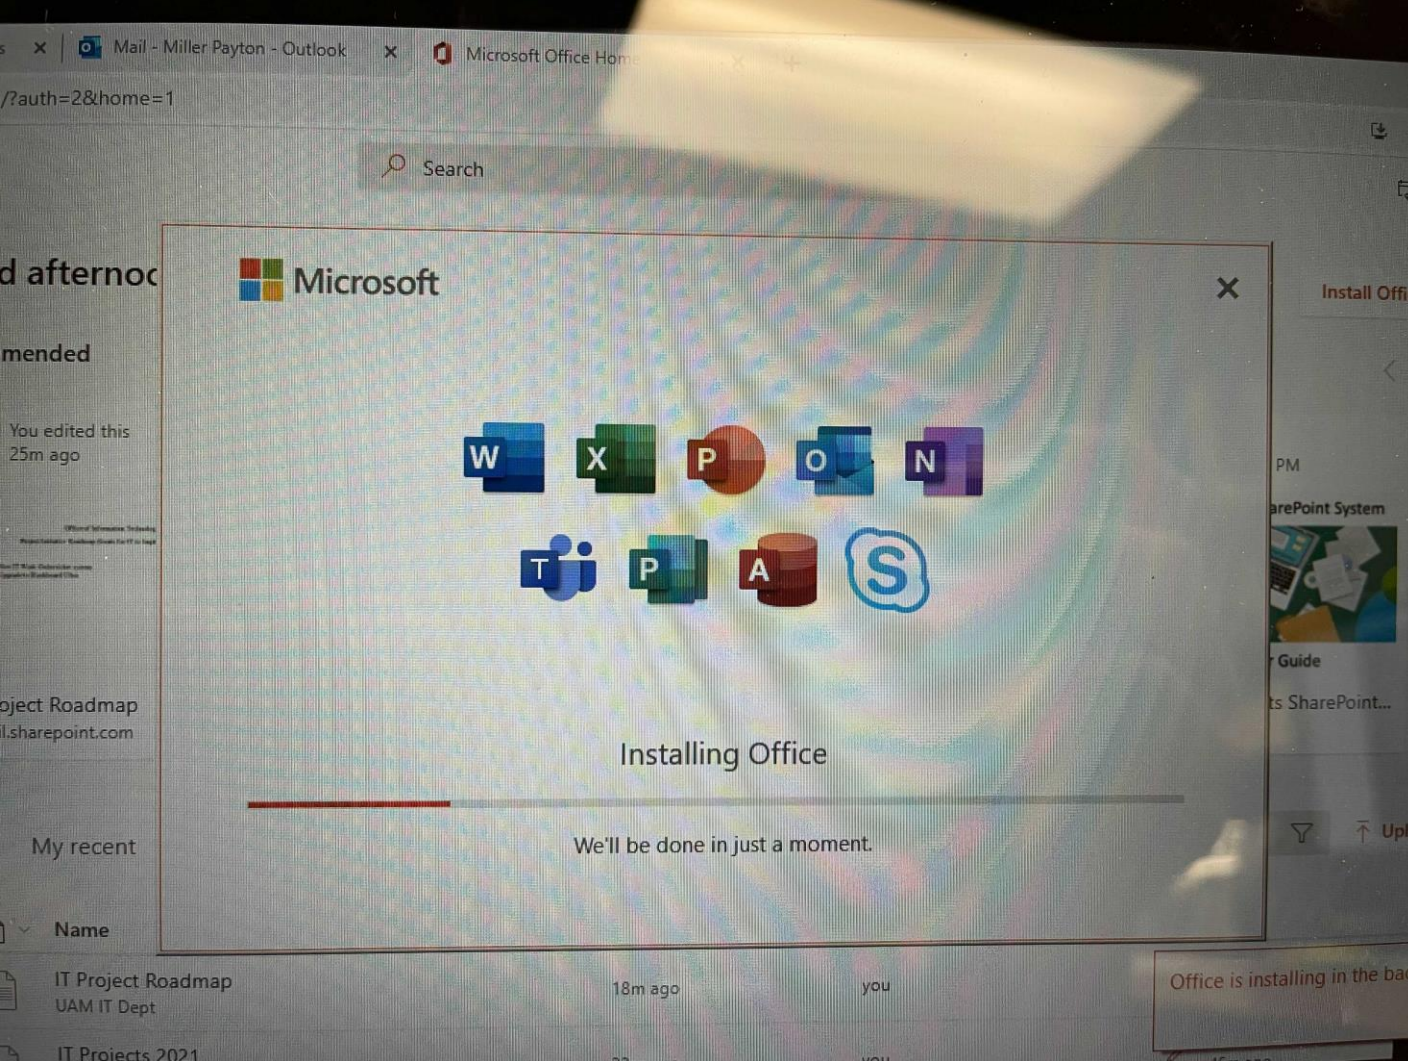 s
Mail - Miller Payton - Outlook
Microsoft Office Hom
/?auth=2&home=1
Search
d afternoo
Microsoft
Install Offi
mended
You edited this
25m ago
W
X
P
O
N
PM
arePoint System
T
P
A
S
r Guide
oject Roadmap
il.sharepoint.com
ts SharePoint...
Installing Office
We'll be done in just a moment.
My recent
Upl
Name
IT Project Roadmap
UAM IT Dept
18m ago
you
Office is installing in the bac
IT Projects 2021
you